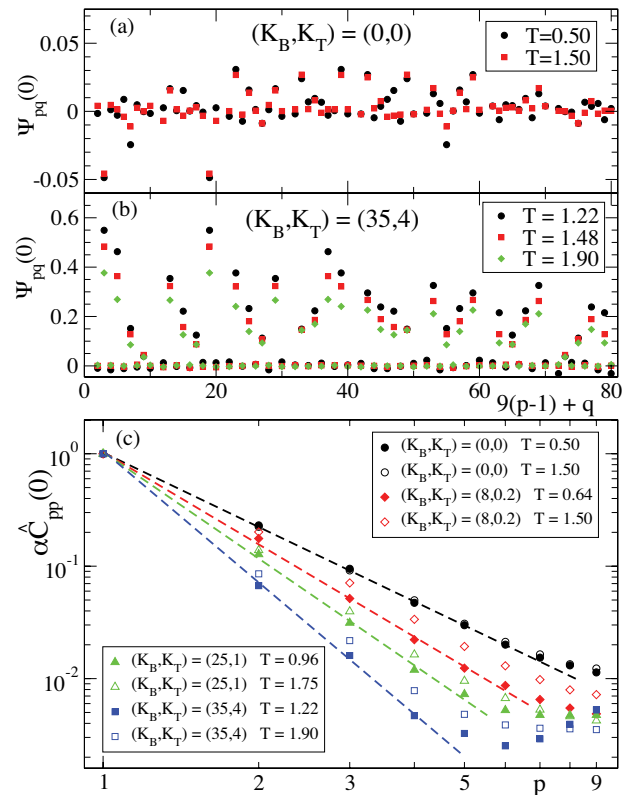 (a)
(K_B,K_T) = (0,0)
T=0.50
T=1.50
Ψ_pq(0)
0.05
0
-0.05
(b)
(K_B,K_T) = (35,4)
T = 1.22
T = 1.48
T = 1.90
Ψ_pq(0)
0.6
0.4
0.2
0
0 20 40 60 80
9(p-1) + q
(c)
(K_B,K_T) = (0,0) T = 0.50
(K_B,K_T) = (0,0) T = 1.50
(K_B,K_T) = (8,0.2) T = 0.64
(K_B,K_T) = (8,0.2) T = 1.50
αĈ_pp(0)
10^0
10^-1
10^-2
(K_B,K_T) = (25,1) T = 0.96
(K_B,K_T) = (25,1) T = 1.75
(K_B,K_T) = (35,4) T = 1.22
(K_B,K_T) = (35,4) T = 1.90
1 2 3 5 p 9